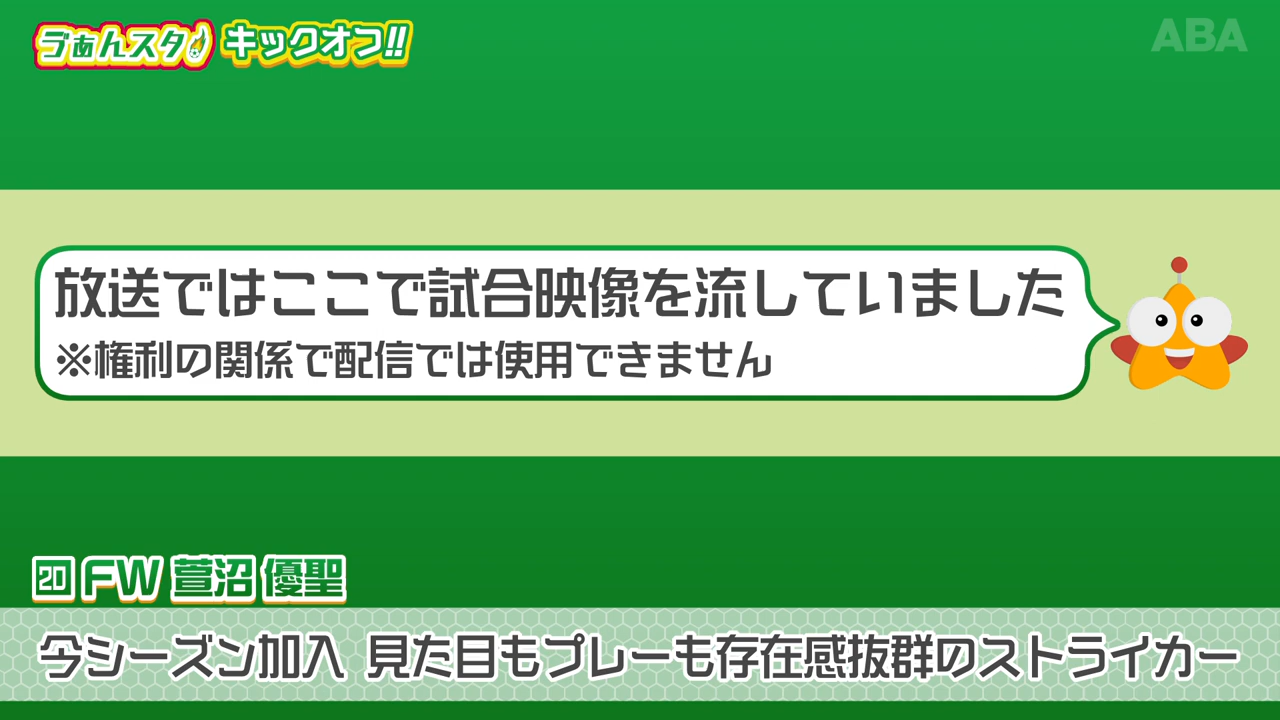 ゔぁんスタ キックオフ!!
ABA
放送ではここで試合映像を流していました
※権利の関係で配信では使用できません
20 FW 萱沼 優聖
今シーズン加入 見た目もプレーも存在感抜群のストライカー